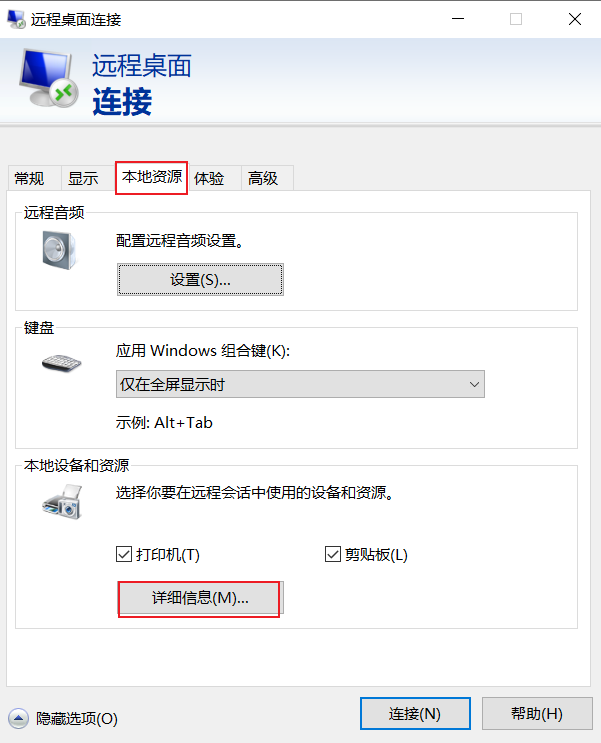 远程桌面连接
远程桌面
连接
常规 显示 本地资源 体验 高级
远程音频
配置远程音频设置。
设置(S)...
键盘
应用 Windows 组合键(K):
仅在全屏显示时
示例: Alt+Tab
本地设备和资源
选择你要在远程会话中使用的设备和资源。
打印机(T) 剪贴板(L)
详细信息(M)...
隐藏选项(O) 连接(N) 帮助(H)